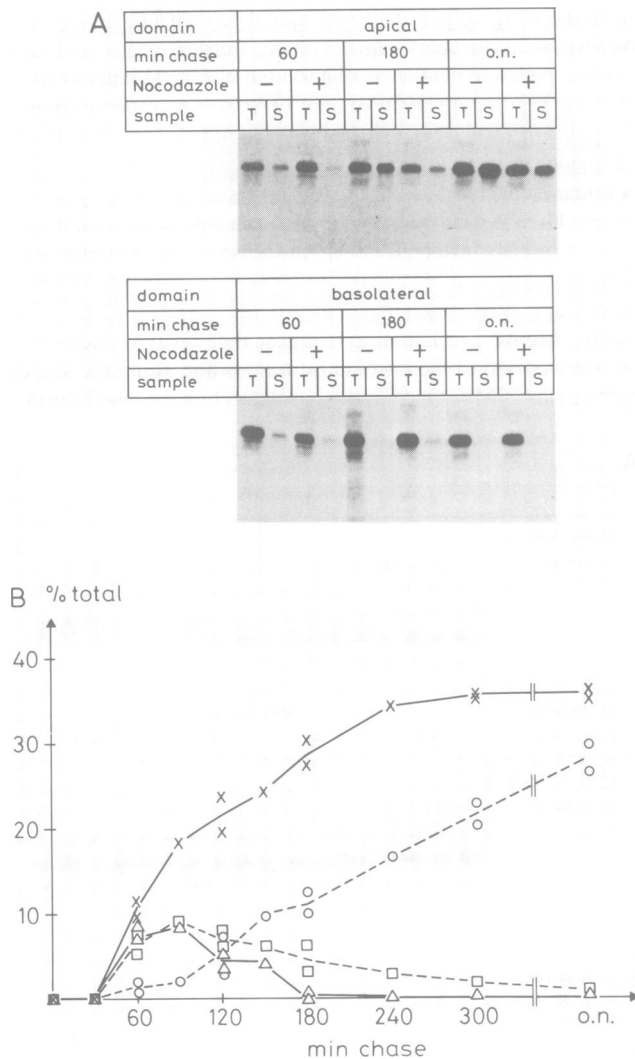 A
domain apical
min chase 60 180 o.n.
Nocodazole − + − + − +
sample T S T S T S T S T S T S
domain basolateral
min chase 60 180 o.n.
Nocodazole − + − + − +
sample T S T S T S T S T S T S
B % total
40
30
20
10
60 120 180 240 300 o.n.
min chase